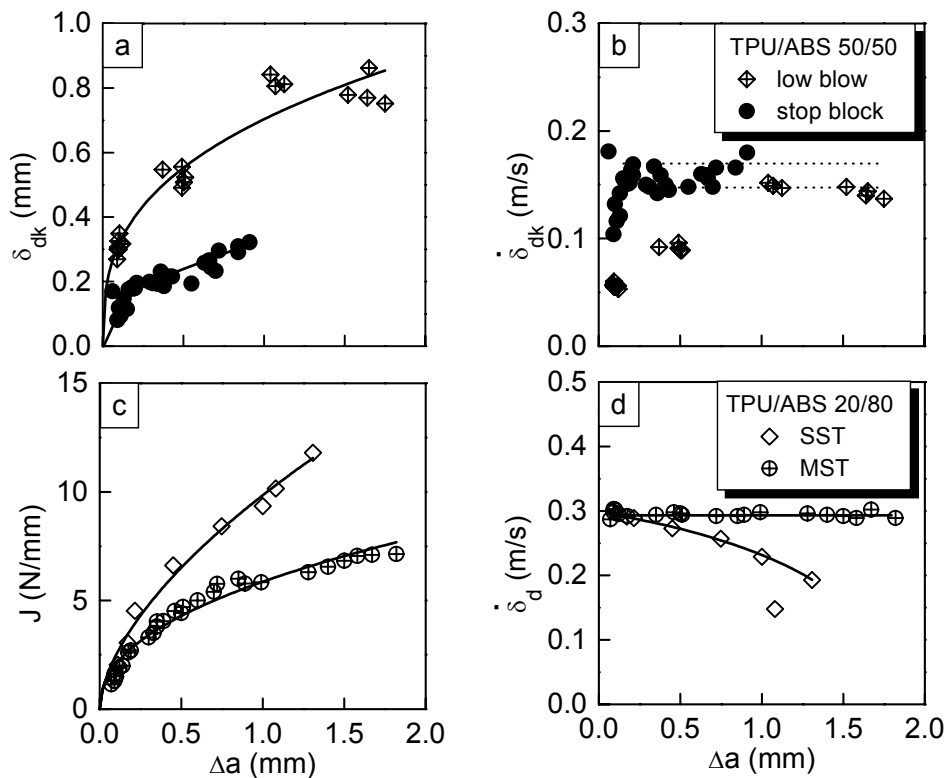 1.0
0.8
0.6
0.4
0.2
0.0
δdk (mm)
a
0.3
0.2
0.1
0.0
δ̇dk (m/s)
b
TPU/ABS 50/50
low blow
stop block
15
10
5
0
J (N/mm)
c
0.0 0.5 1.0 1.5 2.0
Δa (mm)
0.5
0.4
0.3
0.2
0.1
0.0
δ̇d (m/s)
d
TPU/ABS 20/80
SST
MST
0.0 0.5 1.0 1.5 2.0
Δa (mm)